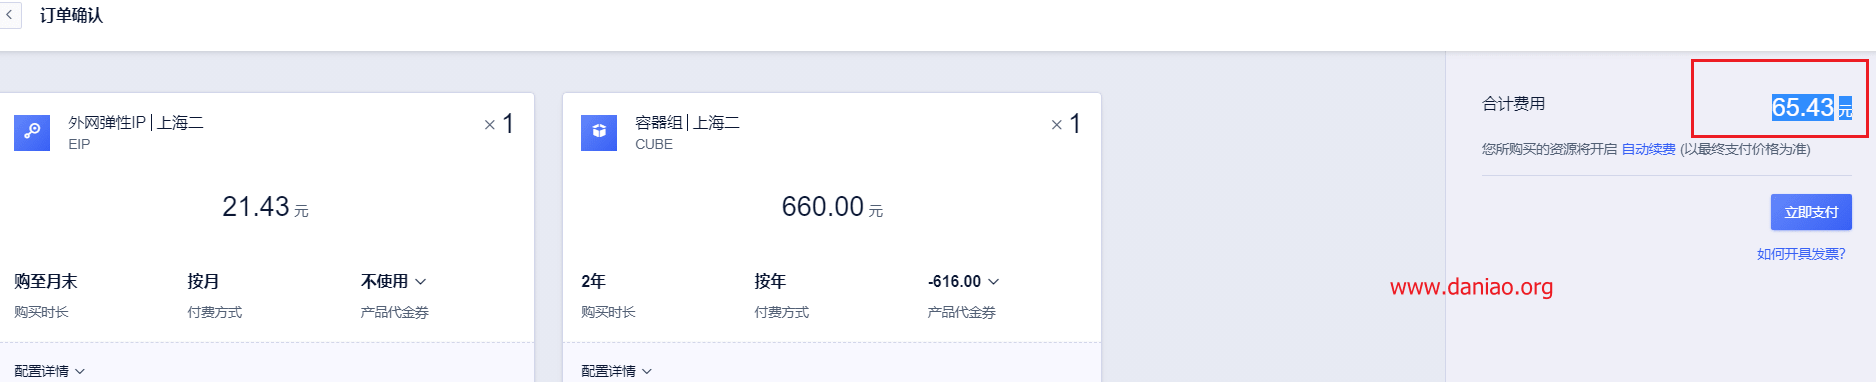 订单确认
外网弹性IP|上海二
EIP
× 1
21.43 元
购至月末 按月 不使用
购买时长 付费方式 产品代金券
配置详情
容器组|上海二
CUBE
× 1
660.00 元
2年 按年 -616.00
购买时长 付费方式 产品代金券
配置详情
合计费用 65.43 元
您所购买的资源将开启 自动续费 (以最终支付价格为准)
立即支付
如何开具发票?
www.daniao.org